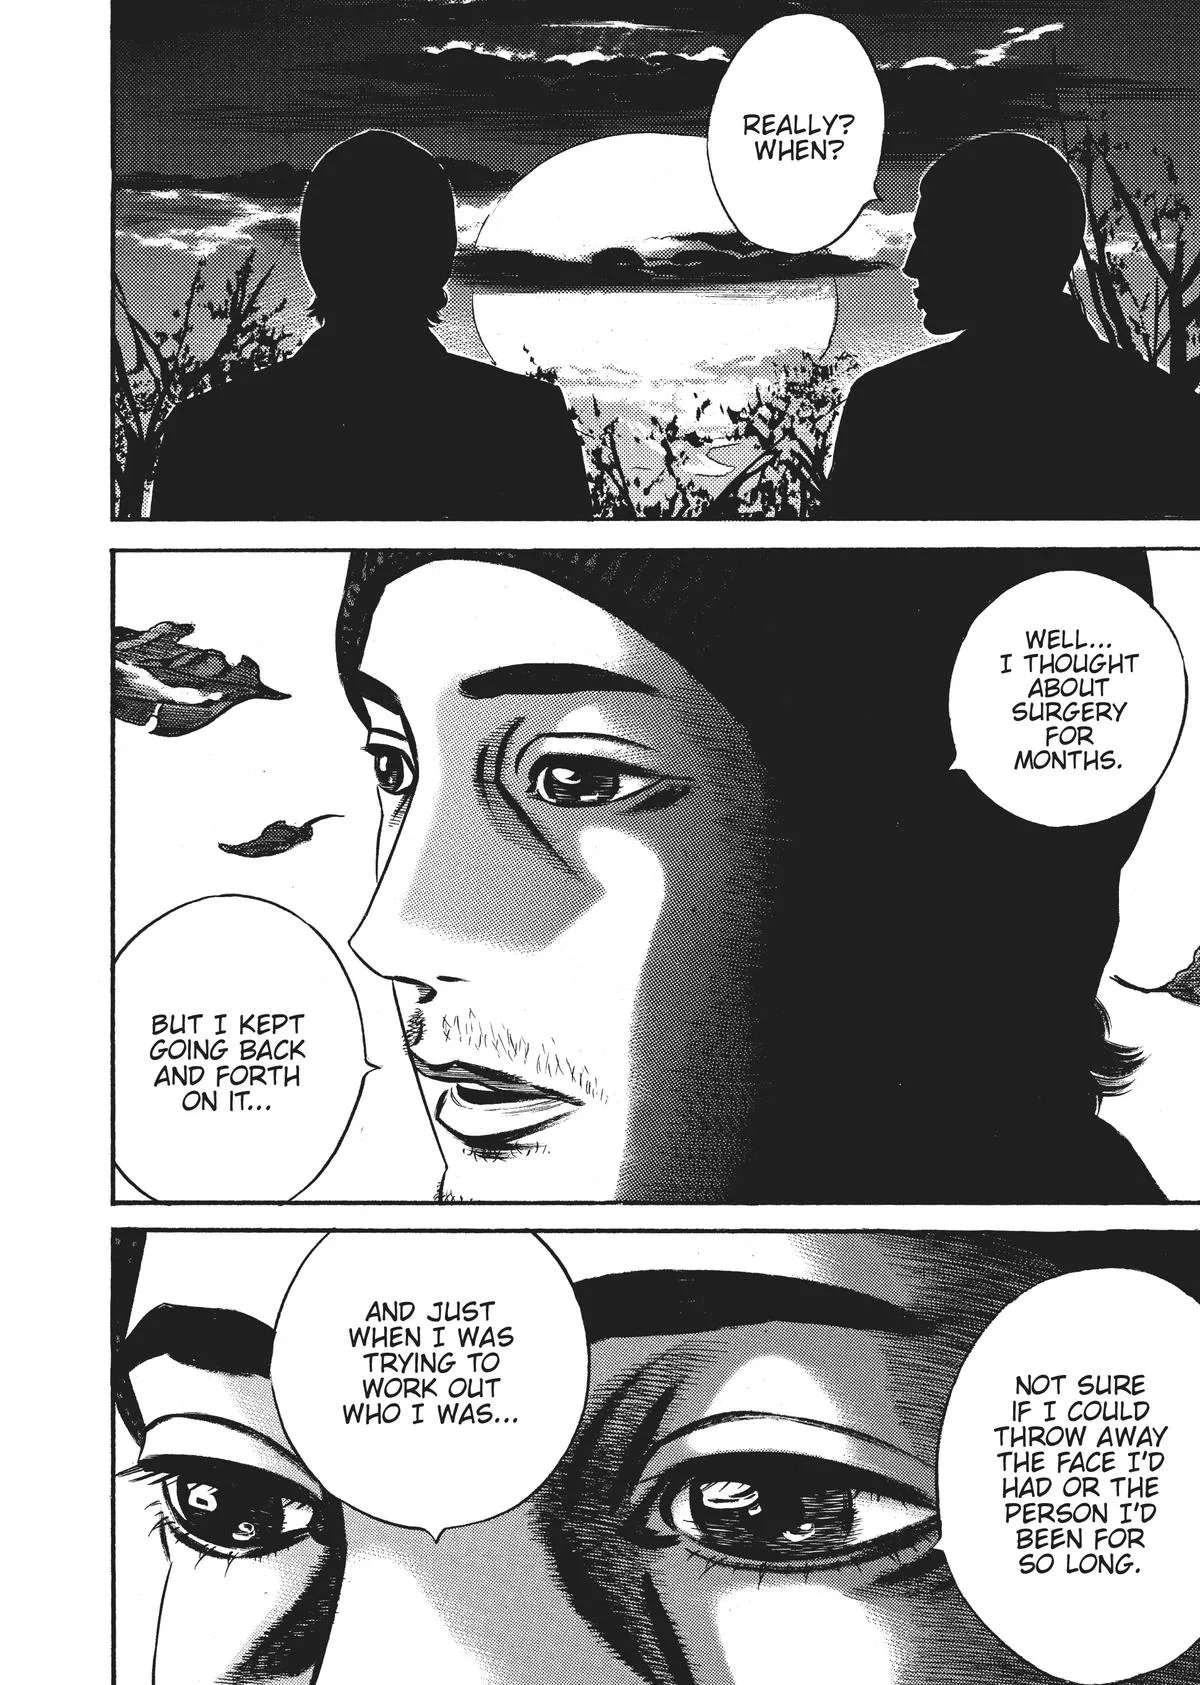 REALLY?
WHEN?
WELL...
I THOUGHT
ABOUT
SURGERY
FOR
MONTHS.
BUT I KEPT
GOING BACK
AND FORTH
ON IT...
NOT SURE
IF I COULD
THROW AWAY
THE FACE I'D
HAD OR THE
PERSON I'D
BEEN FOR
SO LONG.
AND JUST
WHEN I WAS
TRYING TO
WORK OUT
WHO I WAS...